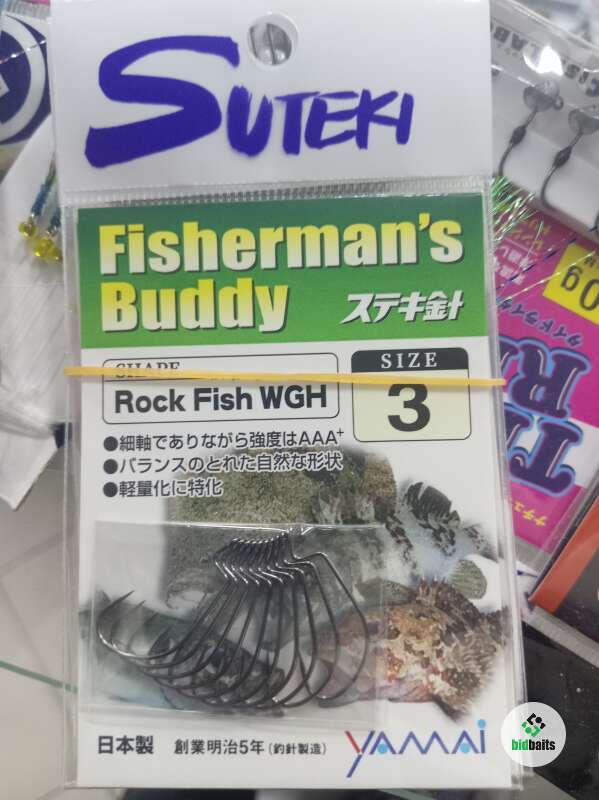 SUTEKI
Fisherman's
Buddy
ステキ針
SHAPE
Rock Fish WGH
SIZE
3
●細軸でありながら強度はAAA+
●バランスのとれた自然な形状
●軽量化に特化
日本製
創業明治5年(釣針製造)
YAMAI
bidbaits